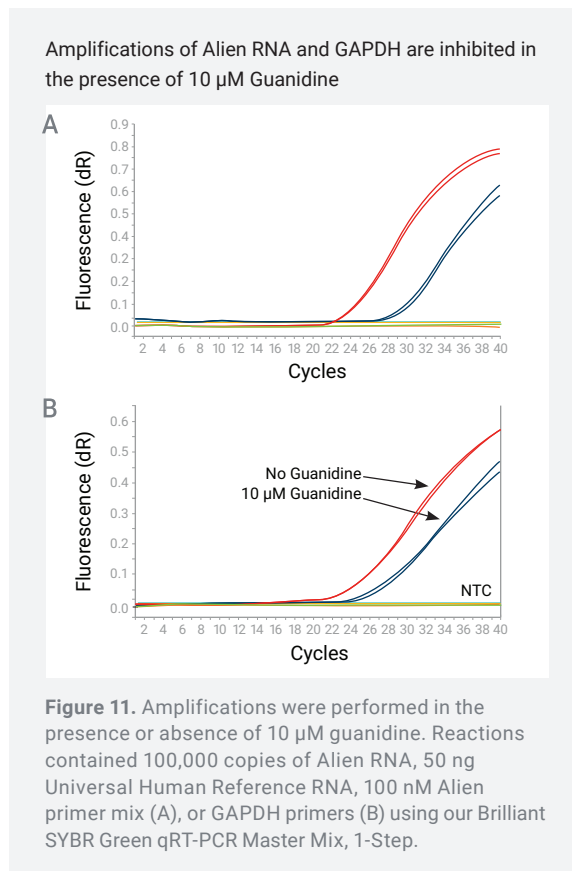 Amplifications of Alien RNA and GAPDH are inhibited in
the presence of 10 µM Guanidine
A
Fluorescence (dR)
0.9
0.8
0.7
0.6
0.5
0.4
0.3
0.2
0.1
0.0
2 4 6 8 10 12 14 16 18 20 22 24 26 28 30 32 34 36 38 40
Cycles
B
Fluorescence (dR)
0.6
0.5
0.4
0.3
0.2
0.1
0.0
No Guanidine
10 µM Guanidine
NTC
2 4 6 8 10 12 14 16 18 20 22 24 26 28 30 32 34 36 38 40
Cycles
Figure 11. Amplifications were performed in the
presence or absence of 10 µM guanidine. Reactions
contained 100,000 copies of Alien RNA, 50 ng
Universal Human Reference RNA, 100 nM Alien
primer mix (A), or GAPDH primers (B) using our Brilliant
SYBR Green qRT-PCR Master Mix, 1-Step.